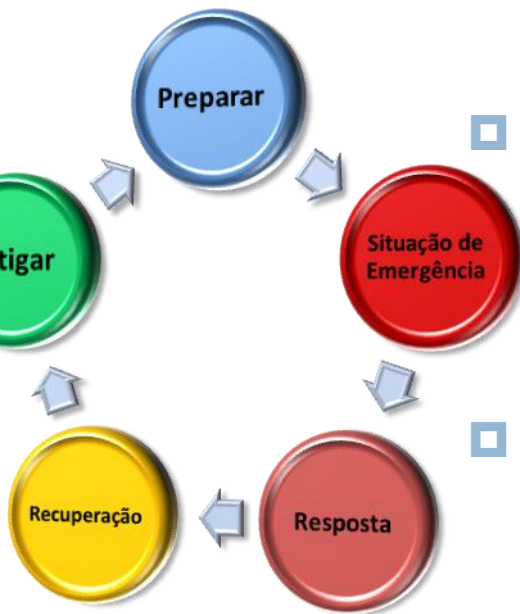 Preparar
Situação de
Emergência
tigar
Recuperação
Resposta